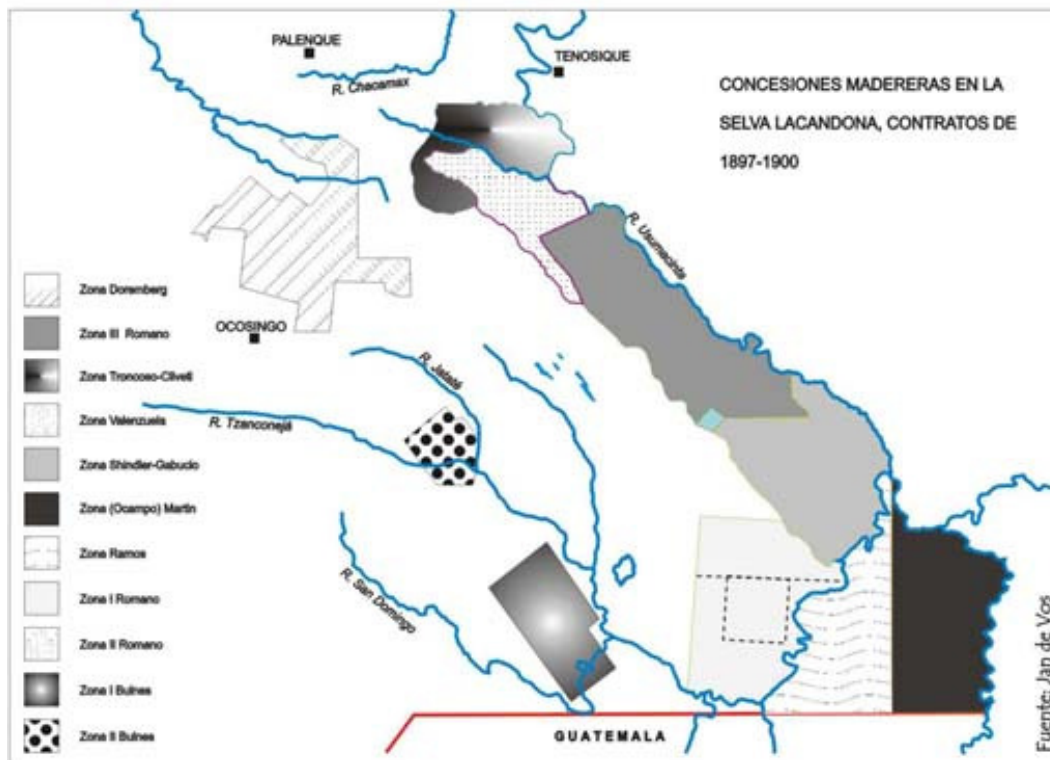 PALENQUE
TENOSIQUE
R. Chacamax
CONCESIONES MADERERAS EN LA
SELVA LACANDONA, CONTRATOS DE
1897-1900
R. Usumacinta
Zona Doremberg
Zona III Romano
OCOSINGO
Zona Troncoso-Cilveti
R. Jataté
Zona Valenzuela
R. Tzanconejá
Zona Shindler-Gabucio
Zona (Ocampo) Martin
Zona Ramos
Zona I Romano
R. San Domingo
Zona II Romano
Zona I Bulnes
Zona II Bulnes
GUATEMALA
Fuente: Jan de Vos